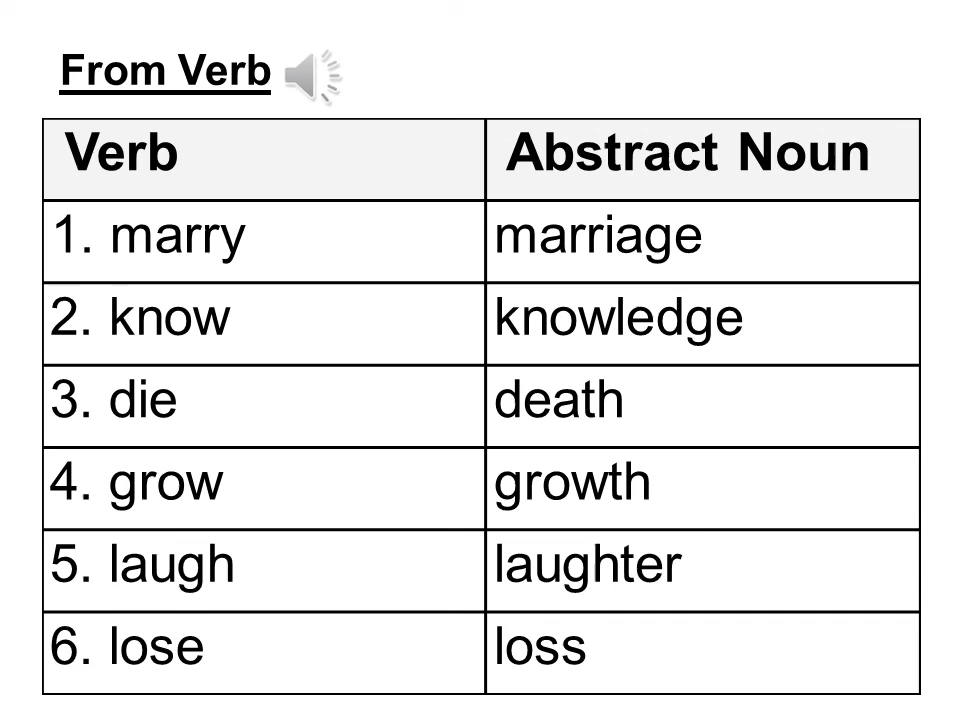 From Verb
Verb Abstract Noun
1. marry marriage
2. know knowledge
3. die death
4. grow growth
5. laugh laughter
6. lose loss